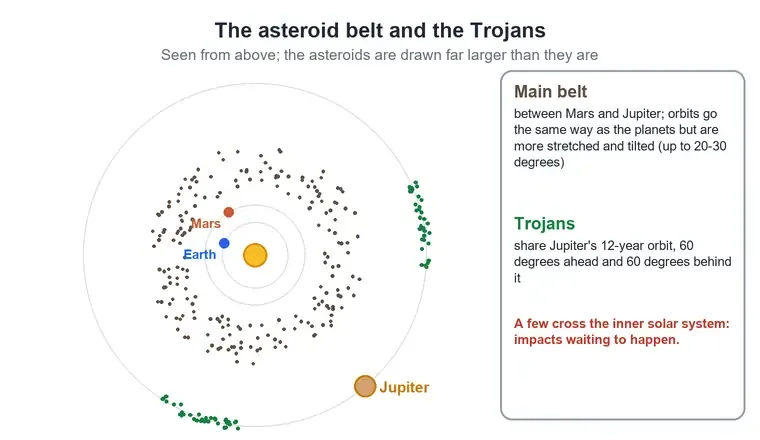 The asteroid belt and the Trojans
Seen from above; the asteroids are drawn far larger than they are
Mars
Earth
Jupiter
Main belt
between Mars and Jupiter; orbits go
the same way as the planets but are
more stretched and tilted (up to 20-30
degrees)
Trojans
share Jupiter's 12-year orbit, 60
degrees ahead and 60 degrees behind
it
A few cross the inner solar system:
impacts waiting to happen.